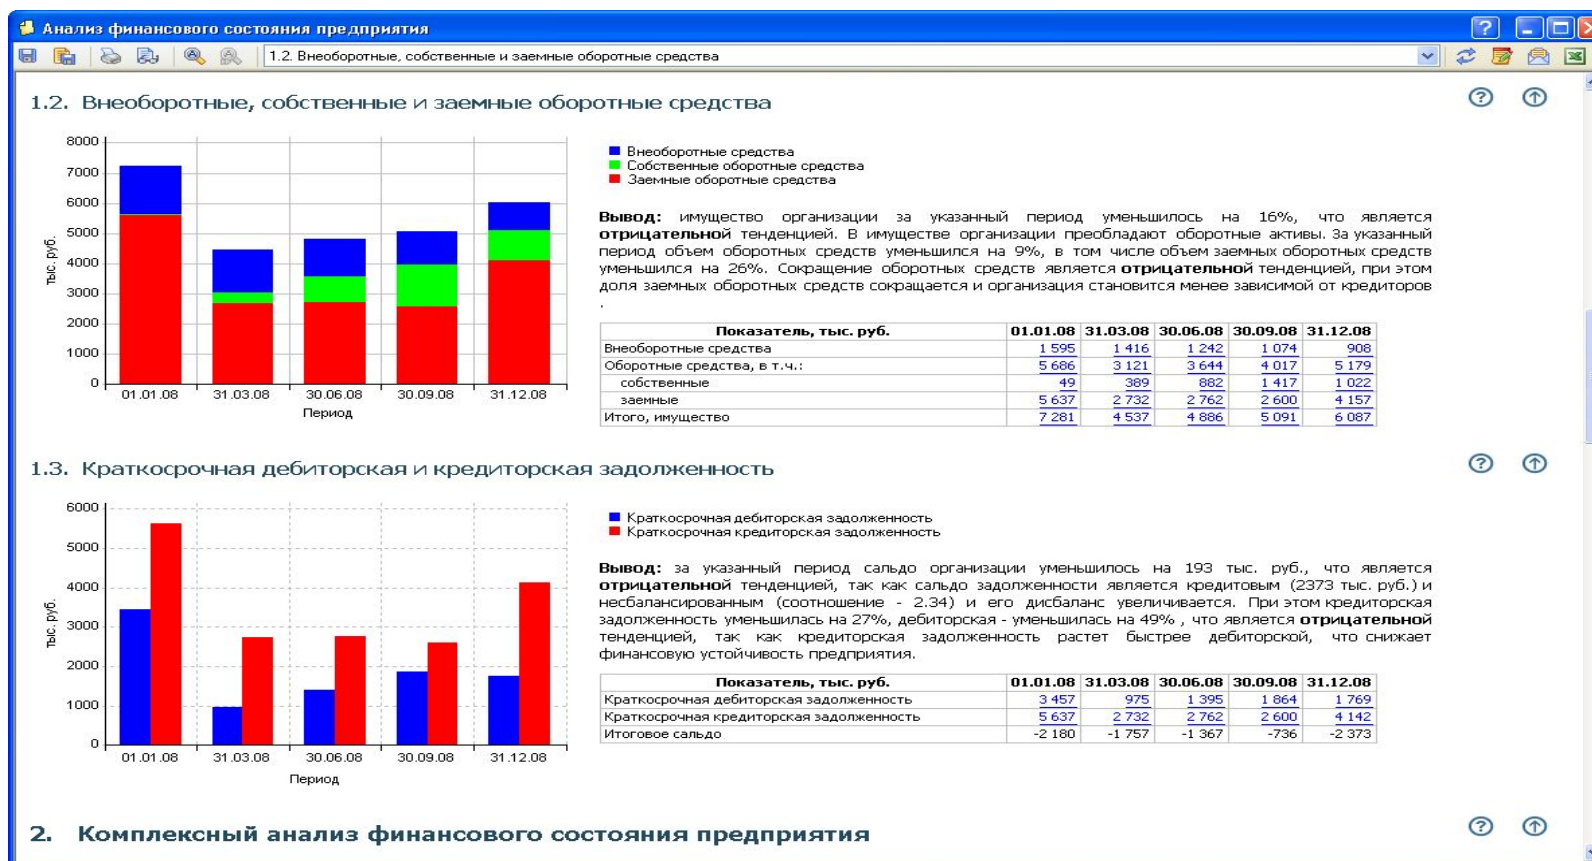 Анализ финансового состояния предприятия
1.2. Внеоборотные, собственные и заемные оборотные средства
1.2. Внеоборотные, собственные и заемные оборотные средства
8000
7000
6000
5000
4000
3000
2000
1000
0
тыс. руб.
01.01.08 31.03.08 30.06.08 30.09.08 31.12.08
Период
Внеоборотные средства
Собственные оборотные средства
Заемные оборотные средства
Вывод: имущество организации за указанный период уменьшилось на 16%, что является
отрицательной тенденцией. В имуществе организации преобладают оборотные активы. За указанный
период объем оборотных средств уменьшился на 9%, в том числе объем заемных оборотных средств
уменьшился на 26%. Сокращение оборотных средств является отрицательной тенденцией, при этом
доля заемных оборотных средств сокращается и организация становится менее зависимой от кредиторов
.
Показатель, тыс. руб. 01.01.08 31.03.08 30.06.08 30.09.08 31.12.08
Внеоборотные средства 1 595 1 416 1 242 1 074 908
Оборотные средства, в т.ч.: 5 686 3 121 3 644 4 017 5 179
собственные 49 389 882 1 417 1 022
заемные 5 637 2 732 2 762 2 600 4 157
Итого, имущество 7 281 4 537 4 886 5 091 6 087
1.3. Краткосрочная дебиторская и кредиторская задолженность
6000
5000
4000
3000
2000
1000
0
тыс. руб.
01.01.08 31.03.08 30.06.08 30.09.08 31.12.08
Период
Краткосрочная дебиторская задолженность
Краткосрочная кредиторская задолженность
Вывод: за указанный период сальдо организации уменьшилось на 193 тыс. руб., что является
отрицательной тенденцией, так как сальдо задолженности является кредитовым (2373 тыс. руб.) и
несбалансированным (соотношение - 2.34) и его дисбаланс увеличивается. При этом кредиторская
задолженность уменьшилась на 27%, дебиторская - уменьшилась на 49% , что является отрицательной
тенденцией, так как кредиторская задолженность растет быстрее дебиторской, что снижает
финансовую устойчивость предприятия.
Показатель, тыс. руб. 01.01.08 31.03.08 30.06.08 30.09.08 31.12.08
Краткосрочная дебиторская задолженность 3 457 975 1 395 1 864 1 769
Краткосрочная кредиторская задолженность 5 637 2 732 2 762 2 600 4 142
Итоговое сальдо -2 180 -1 757 -1 367 -736 -2 373
2. Комплексный анализ финансового состояния предприятия